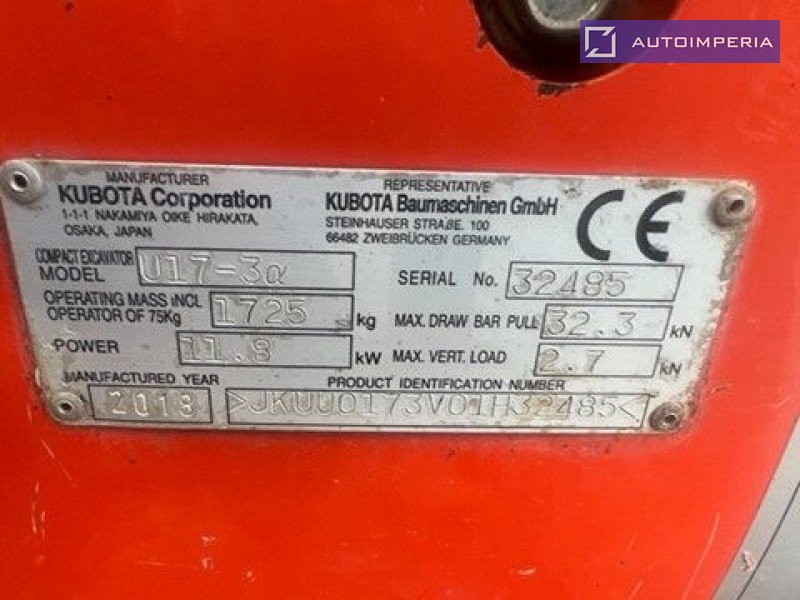 AUTOIMPERIA
MANUFACTURER
KUBOTA Corporation
1-1-1 NAKAMIYA OIKE HIRAKATA,
OSAKA, JAPAN
REPRESENTATIVE
KUBOTA Baumaschinen GmbH
STEINHAUSER STRAßE. 100
66482 ZWEIBRÜCKEN GERMANY
CE
COMPACT EXCAVATOR
MODEL U17-3α
SERIAL No. 32485
OPERATING MASS INCL
OPERATOR OF 75Kg 1725 kg
MAX. DRAW BAR PULL 32.3 kN
POWER 11.8 kW
MAX. VERT. LOAD 2.7 kN
MANUFACTURED YEAR
2018
PRODUCT IDENTIFICATION NUMBER
>JKUU0173V01H32485<